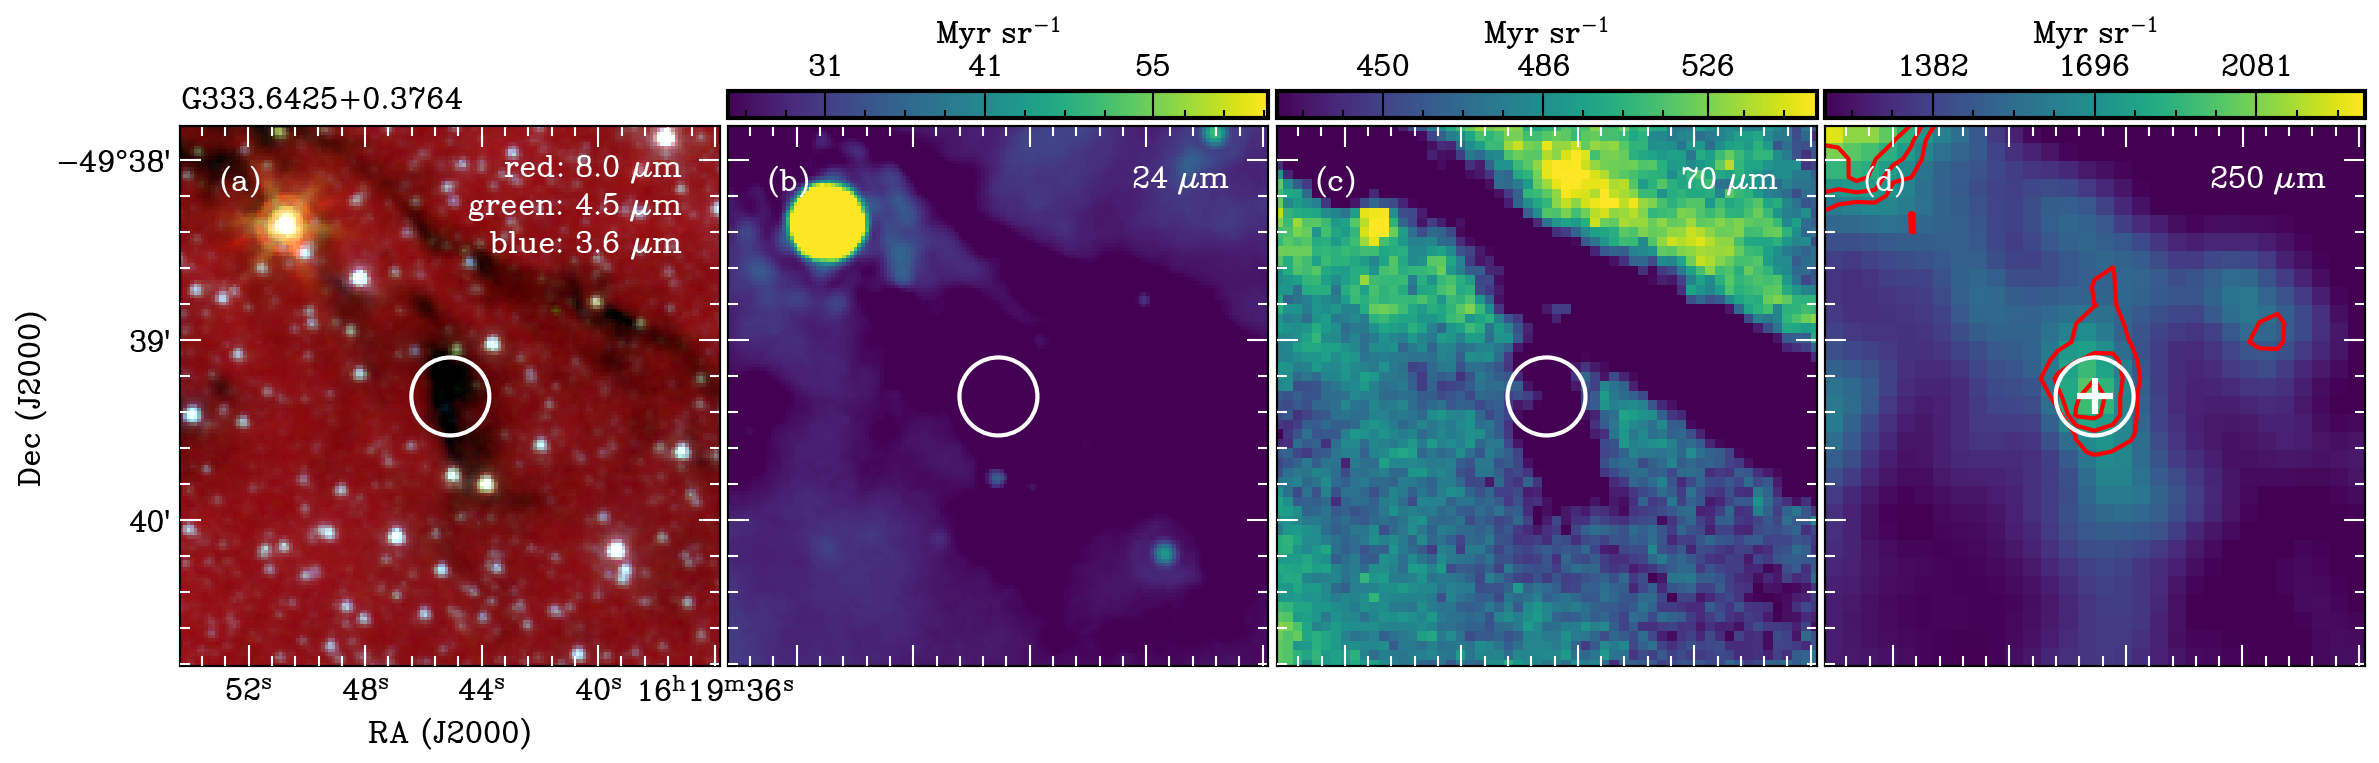 Myr sr⁻¹
Myr sr⁻¹
Myr sr⁻¹
31 41 55
450 486 526
1382 1696 2081
G333.6425+0.3764
(a)
red: 8.0 μm
green: 4.5 μm
blue: 3.6 μm
(b)
24 μm
(c)
70 μm
(d)
250 μm
−49°38'
39'
40'
Dec (J2000)
52ˢ 48ˢ 44ˢ 40ˢ 16ʰ19ᵐ36ˢ
RA (J2000)